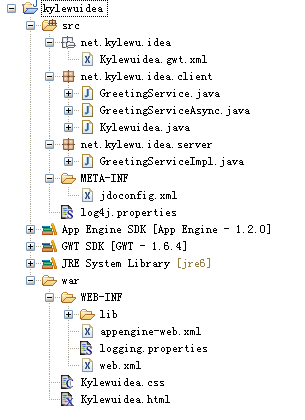 kylewuidea
src
net.kylewu.idea
Kylewuidea.gwt.xml
net.kylewu.idea.client
GreetingService.java
GreetingServiceAsync.java
Kylewuidea.java
net.kylewu.idea.server
GreetingServiceImpl.java
META-INF
jdoconfig.xml
log4j.properties
App Engine SDK [App Engine - 1.2.0]
GWT SDK [GWT - 1.6.4]
JRE System Library [jre6]
war
WEB-INF
lib
appengine-web.xml
logging.properties
web.xml
Kylewuidea.css
Kylewuidea.html